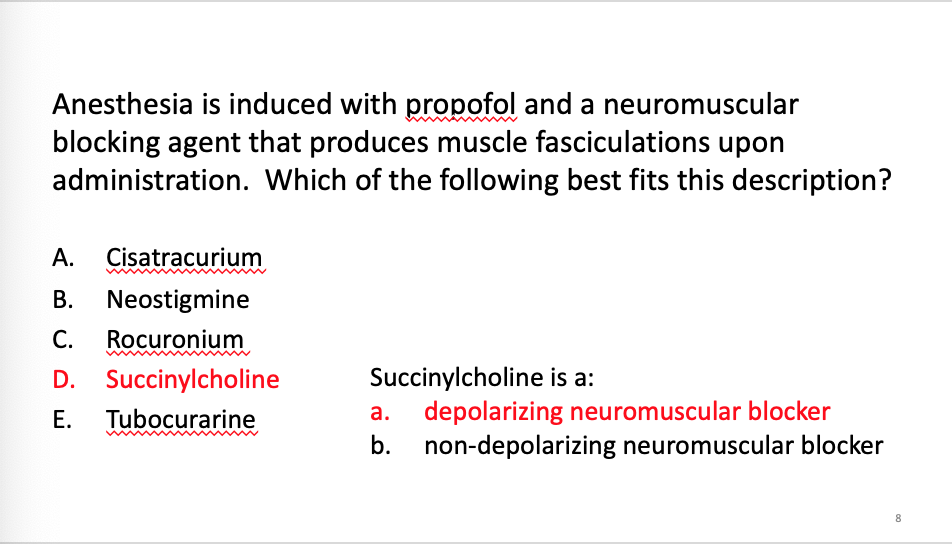 Anesthesia is induced with propofol and a neuromuscular
blocking agent that produces muscle fasciculations upon
administration.  Which of the following best fits this description?
A. Cisatracurium
B. Neostigmine
C. Rocuronium
D. Succinylcholine
E. Tubocurarine
Succinylcholine is a:
a. depolarizing neuromuscular blocker
b. non-depolarizing neuromuscular blocker
8